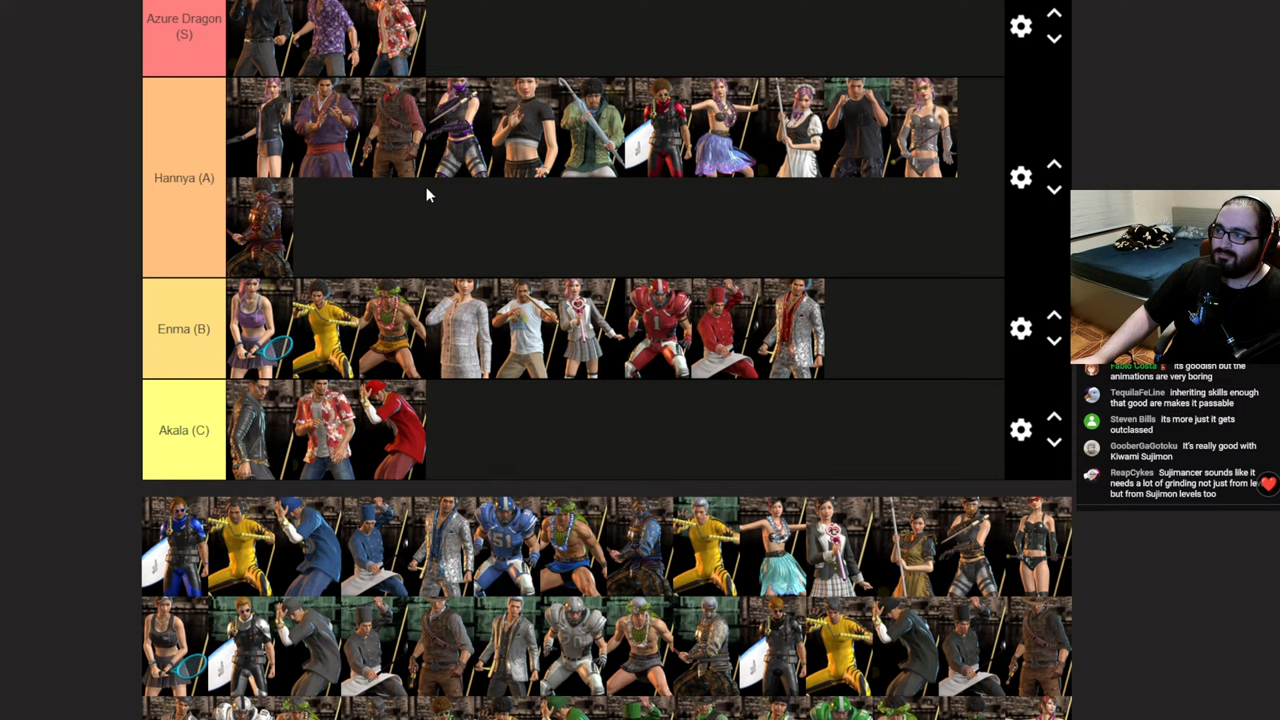 Azure Dragon
(S)
Hannya (A)
Enma (B)
Akala (C)
Fabio Costa its goodish but the
animations are very boring
TequilaFeLine inheriting skills enough
that good are makes it passable
Steven Bills its more just it gets
outclassed
GooberGaGotoku It's really good with
Kiwami Sujimon
ReapCykes Sujimancer sounds like it
needs a lot of grinding not just from le
but from Sujimon levels too